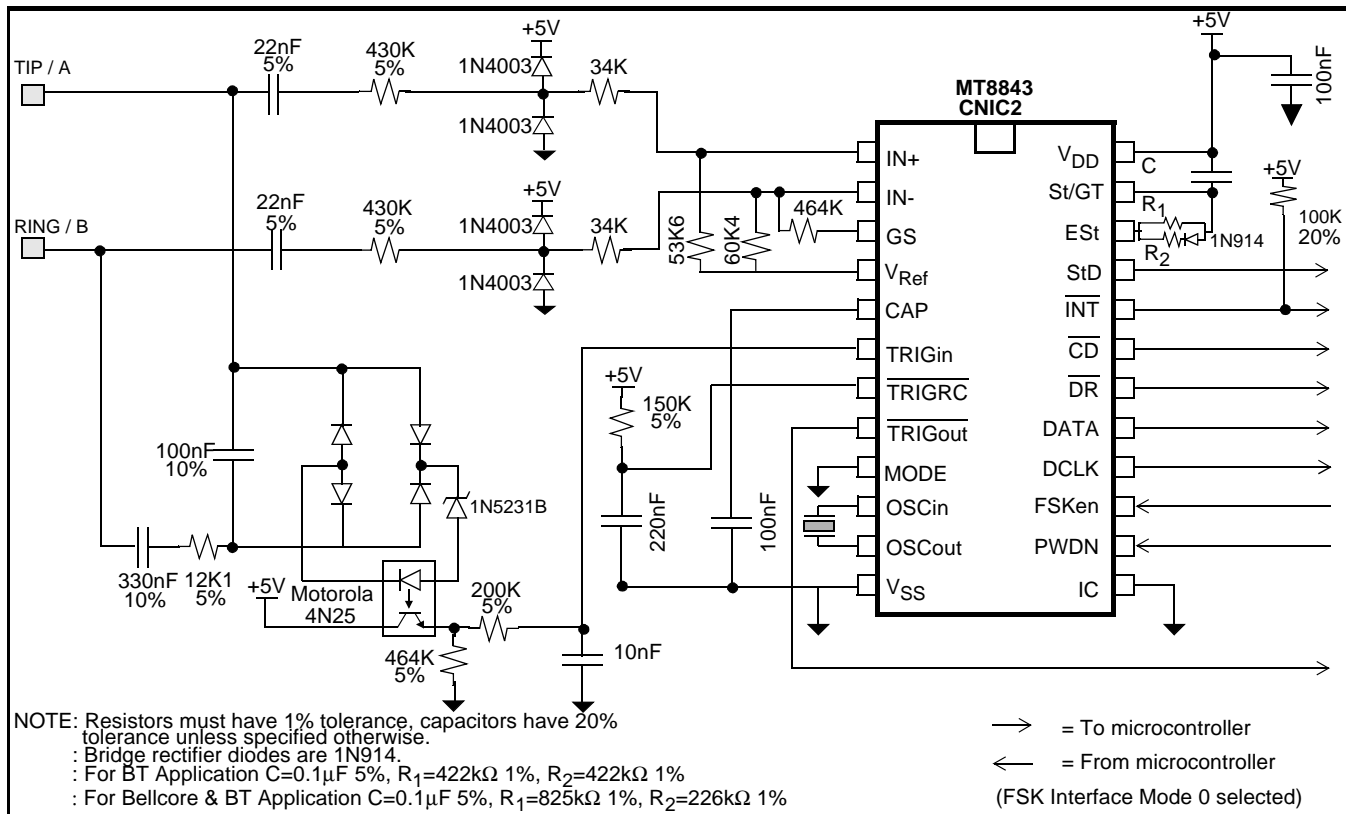 +5V
+5V
22nF
5%
430K
5%
1N4003
34K
TIP / A
MT8843
CNIC2
100nF
1N4003
IN+
VDD
C
+5V
+5V
IN-
St/GT
22nF
5%
430K
5%
1N4003
34K
464K
R1
100K
20%
RING / B
53K6
60K4
GS
ESt
1N914
R2
1N4003
VRef
StD
CAP
INT
TRIGin
CD
+5V
TRIGRC
DR
150K
5%
TRIGout
DATA
100nF
10%
MODE
DCLK
1N5231B
220nF
100nF
OSCin
FSKen
OSCout
PWDN
330nF
10%
12K1
5%
+5V
Motorola
4N25
200K
5%
VSS
IC
464K
5%
10nF
NOTE: Resistors must have 1% tolerance, capacitors have 20%
tolerance unless specified otherwise.
: Bridge rectifier diodes are 1N914.
: For BT Application C=0.1μF 5%, R1=422kΩ 1%, R2=422kΩ 1%
: For Bellcore & BT Application C=0.1μF 5%, R1=825kΩ 1%, R2=226kΩ 1%
= To microcontroller
= From microcontroller
(FSK Interface Mode 0 selected)